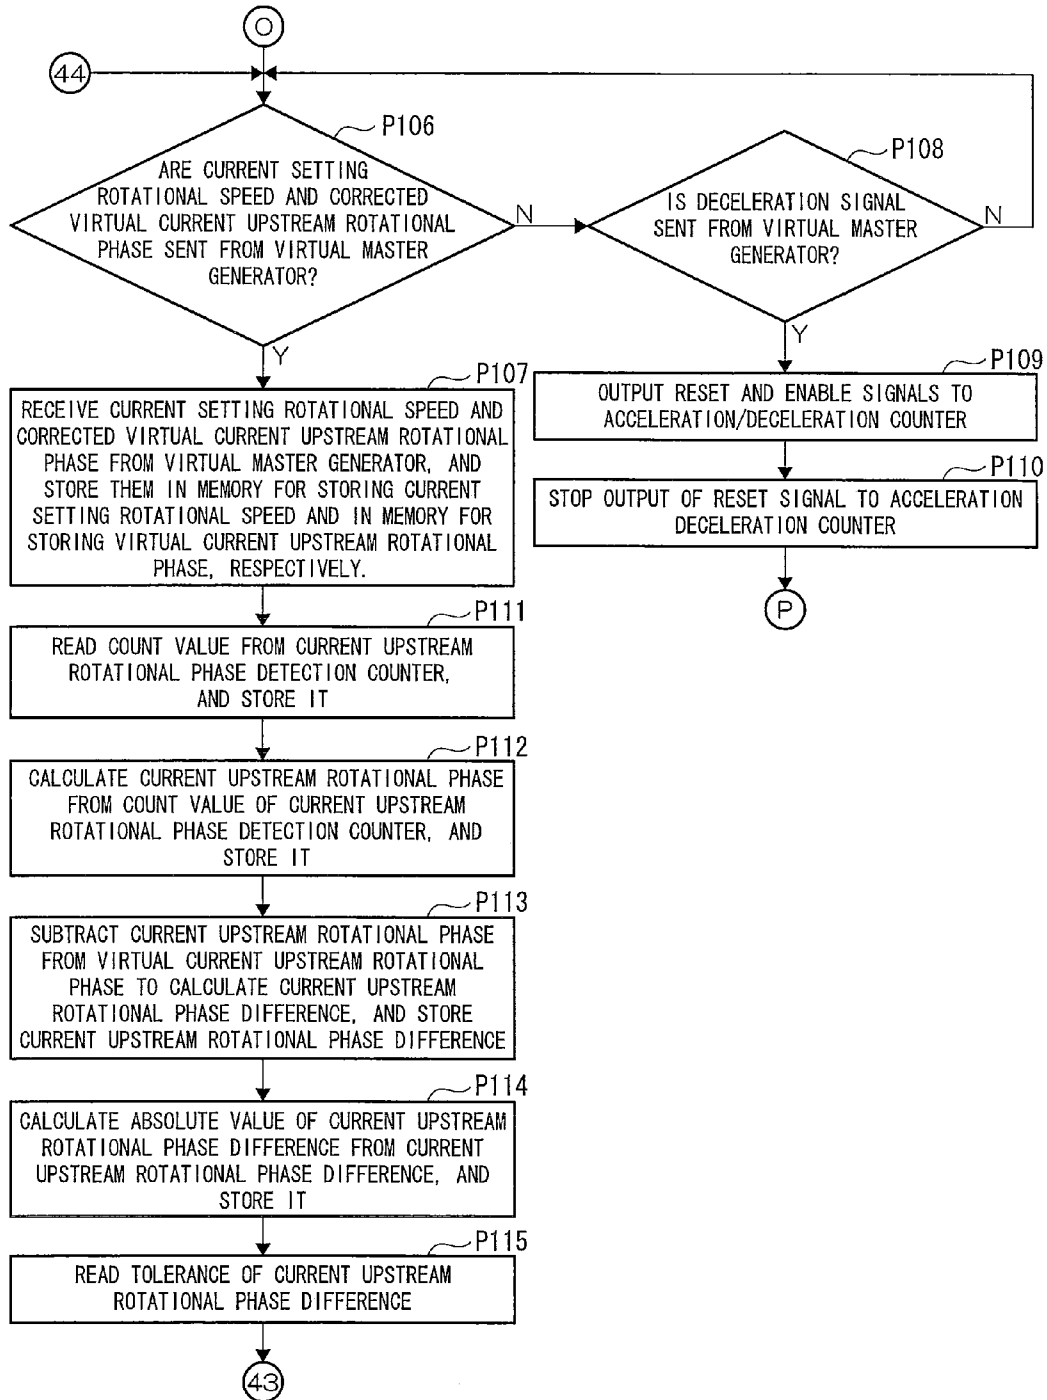 O
44
P106
ARE CURRENT SETTING
ROTATIONAL SPEED AND CORRECTED
VIRTUAL CURRENT UPSTREAM ROTATIONAL
PHASE SENT FROM VIRTUAL MASTER
GENERATOR?
N
Y
P108
IS DECELERATION SIGNAL
SENT FROM VIRTUAL MASTER
GENERATOR?
N
Y
P107
RECEIVE CURRENT SETTING ROTATIONAL SPEED AND
CORRECTED VIRTUAL CURRENT UPSTREAM ROTATIONAL
PHASE FROM VIRTUAL MASTER GENERATOR, AND
STORE THEM IN MEMORY FOR STORING CURRENT
SETTING ROTATIONAL SPEED AND IN MEMORY FOR
STORING VIRTUAL CURRENT UPSTREAM ROTATIONAL
PHASE, RESPECTIVELY.
P109
OUTPUT RESET AND ENABLE SIGNALS TO
ACCELERATION/DECELERATION COUNTER
P110
STOP OUTPUT OF RESET SIGNAL TO ACCELERATION
DECELERATION COUNTER
P
P111
READ COUNT VALUE FROM CURRENT UPSTREAM
ROTATIONAL PHASE DETECTION COUNTER,
AND STORE IT
P112
CALCULATE CURRENT UPSTREAM ROTATIONAL PHASE
FROM COUNT VALUE OF CURRENT UPSTREAM
ROTATIONAL PHASE DETECTION COUNTER, AND
STORE IT
P113
SUBTRACT CURRENT UPSTREAM ROTATIONAL PHASE
FROM VIRTUAL CURRENT UPSTREAM ROTATIONAL
PHASE TO CALCULATE CURRENT UPSTREAM
ROTATIONAL PHASE DIFFERENCE, AND STORE
CURRENT UPSTREAM ROTATIONAL PHASE DIFFERENCE
P114
CALCULATE ABSOLUTE VALUE OF CURRENT UPSTREAM
ROTATIONAL PHASE DIFFERENCE FROM CURRENT
UPSTREAM ROTATIONAL PHASE DIFFERENCE, AND
STORE IT
P115
READ TOLERANCE OF CURRENT UPSTREAM
ROTATIONAL PHASE DIFFERENCE
43